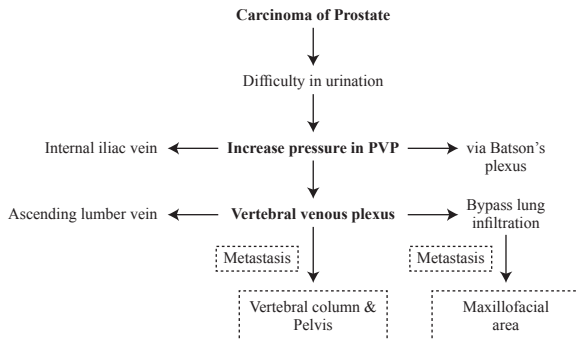 Carcinoma of Prostate
Difficulty in urination
Internal iliac vein
Increase pressure in PVP
via Batson's
plexus
Ascending lumber vein
Vertebral venous plexus
Bypass lung
infiltration
Metastasis
Metastasis
Vertebral column &
Pelvis
Maxillofacial
area